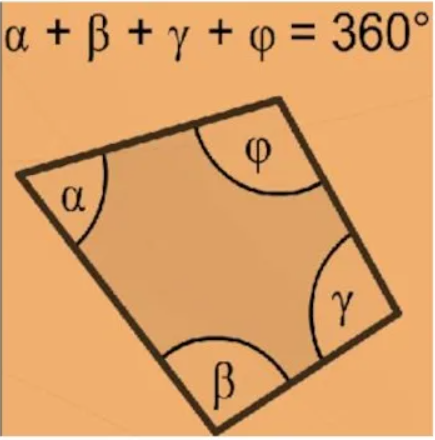 α + β + γ + φ = 360°
φ
α
γ
β